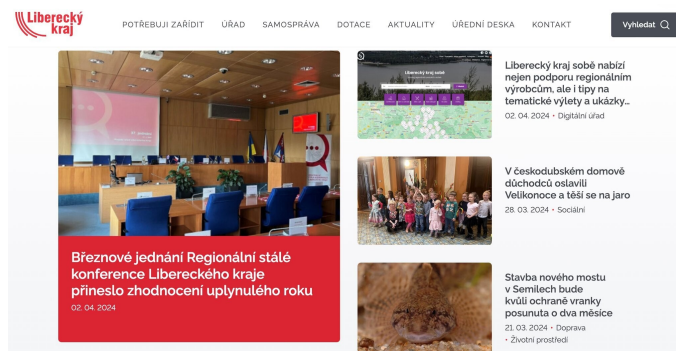 Liberecký
kraj
POTŘEBUJI ZAŘÍDIT
ÚŘAD
SAMOSPRÁVA
DOTACE
AKTUALITY
ÚŘEDNÍ DESKA
KONTAKT
Vyhledat
Březnové jednání Regionální stálé
konference Libereckého kraje
přineslo zhodnocení uplynulého roku
02. 04. 2024
Liberecký kraj sobě
Liberecký kraj sobě nabízí
nejen podporu regionálním
výrobcům, ale i tipy na
tematické výlety a ukázky...
02. 04. 2024 • Digitální úřad
V českodubském domově
důchodců oslavili
Velikonoce a těší se na jaro
28. 03. 2024 • Sociální
Stavba nového mostu
v Semilech bude
kvůli ochraně vranky
posunuta o dva měsíce
21. 03. 2024 • Doprava
• Životní prostředí